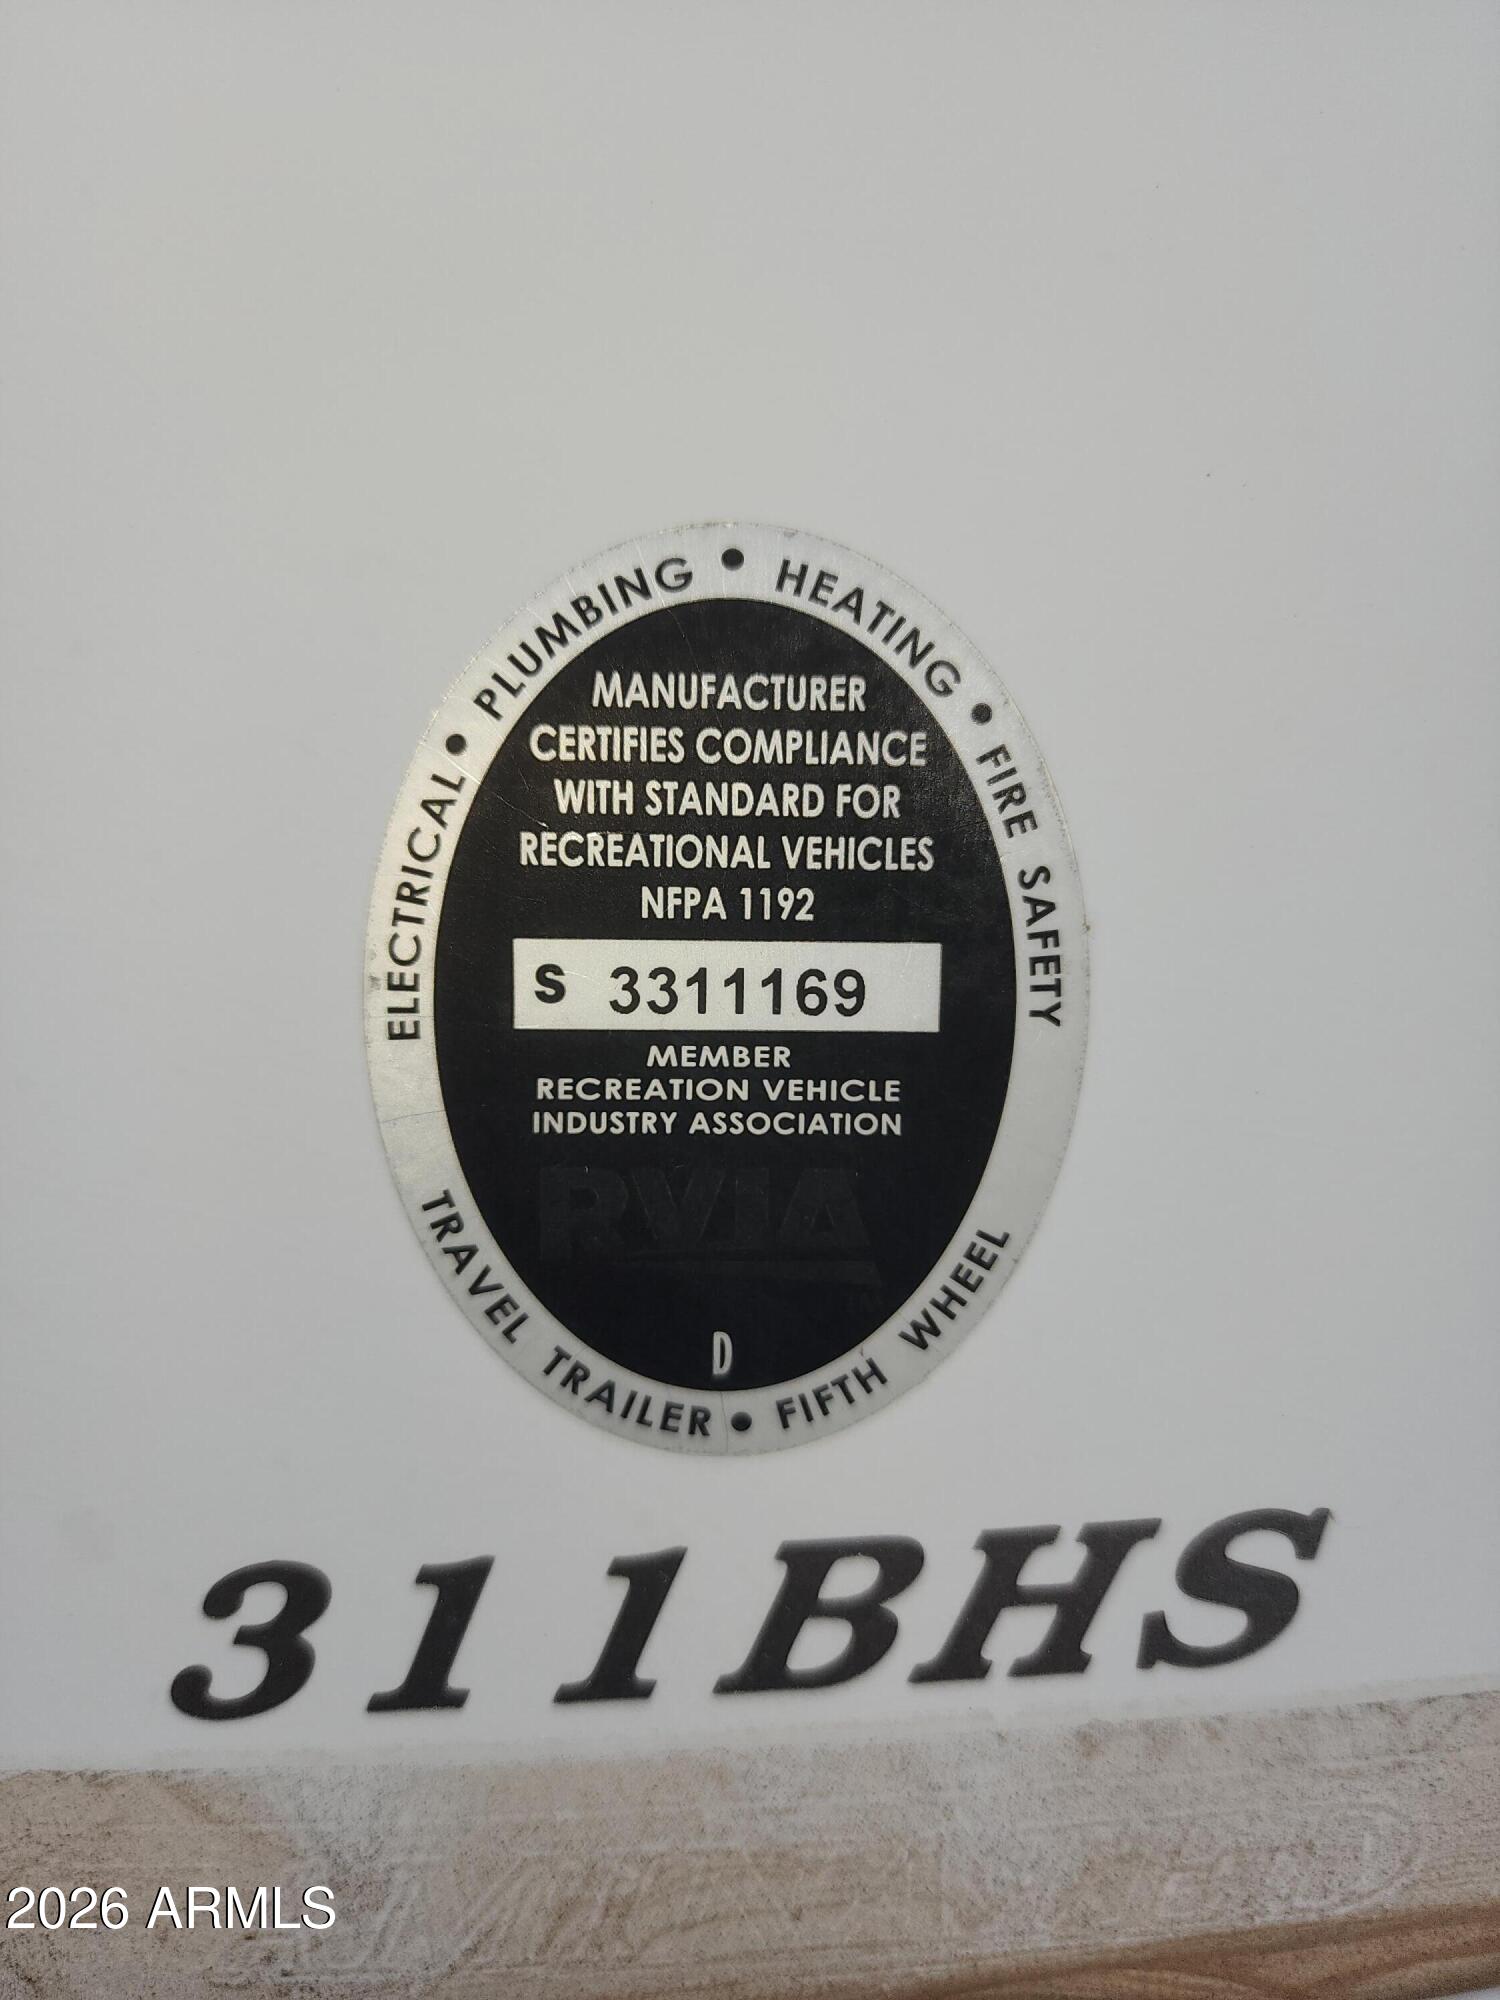 ELECTRICAL • PLUMBING • HEATING • FIRE SAFETY
MANUFACTURER
CERTIFIES COMPLIANCE
WITH STANDARD FOR
RECREATIONAL VEHICLES
NFPA 1192
S 3311169
MEMBER
RECREATION VEHICLE
INDUSTRY ASSOCIATION
RVIA
D
TRAVEL TRAILER • FIFTH WHEEL
311BHS
2026 ARMLS